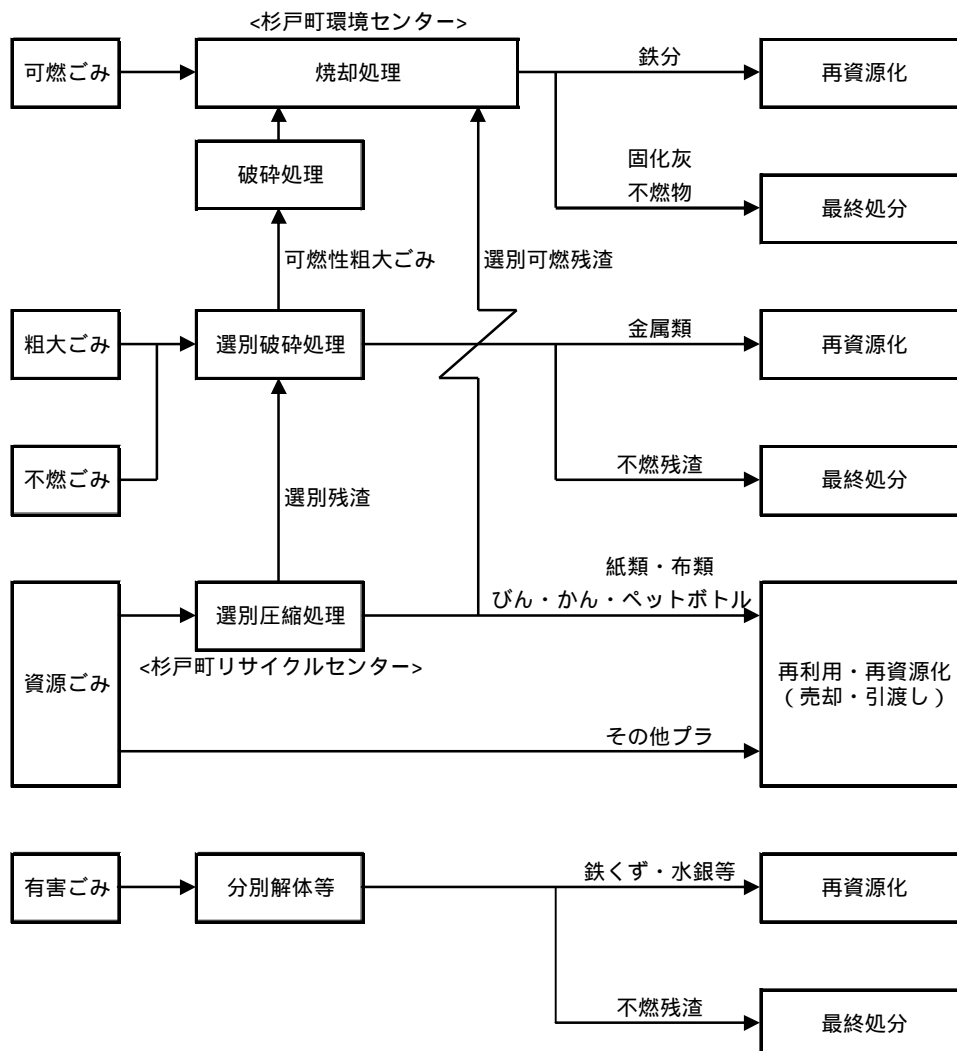 <杉戸町環境センター>
可燃ごみ
焼却処理
鉄分
再資源化
破砕処理
固化灰
不燃物
最終処分
可燃性粗大ごみ
選別可燃残渣
粗大ごみ
選別破砕処理
金属類
再資源化
不燃ごみ
選別残渣
不燃残渣
最終処分
資源ごみ
選別圧縮処理
紙類・布類
びん・かん・ペットボトル
<杉戸町リサイクルセンター>
再利用・再資源化
（売却・引渡し）
その他プラ
有害ごみ
分別解体等
鉄くず・水銀等
再資源化
不燃残渣
最終処分